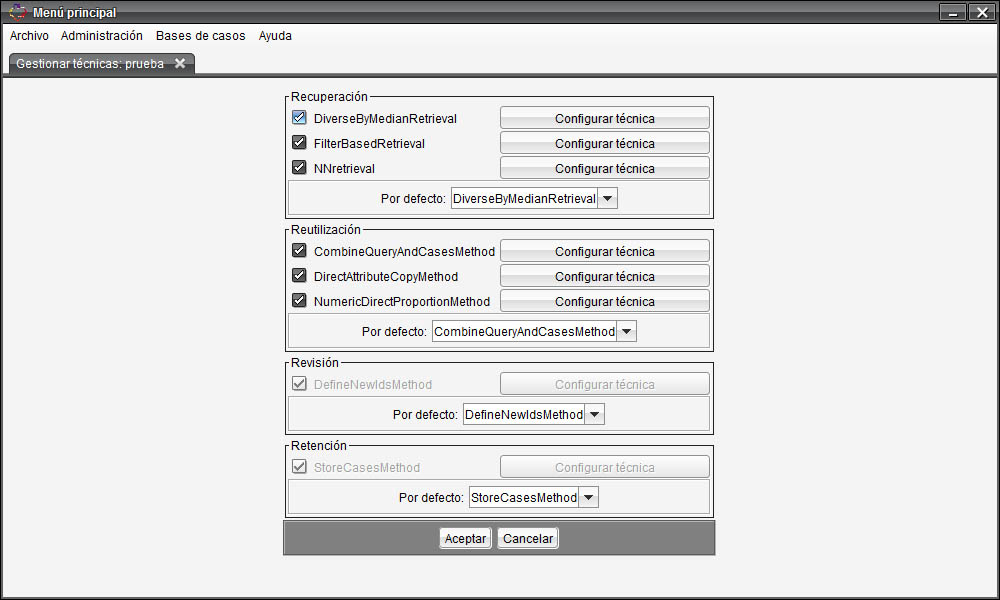 Menú principal
Archivo Administración Bases de casos Ayuda
Gestionar técnicas: prueba
Recuperación
DiverseByMedianRetrieval Configurar técnica
FilterBasedRetrieval Configurar técnica
NNretrieval Configurar técnica
Por defecto: DiverseByMedianRetrieval
Reutilización
CombineQueryAndCasesMethod Configurar técnica
DirectAttributeCopyMethod Configurar técnica
NumericDirectProportionMethod Configurar técnica
Por defecto: CombineQueryAndCasesMethod
Revisión
DefineNewIdsMethod Configurar técnica
Por defecto: DefineNewIdsMethod
Retención
StoreCasesMethod Configurar técnica
Por defecto: StoreCasesMethod
Aceptar Cancelar